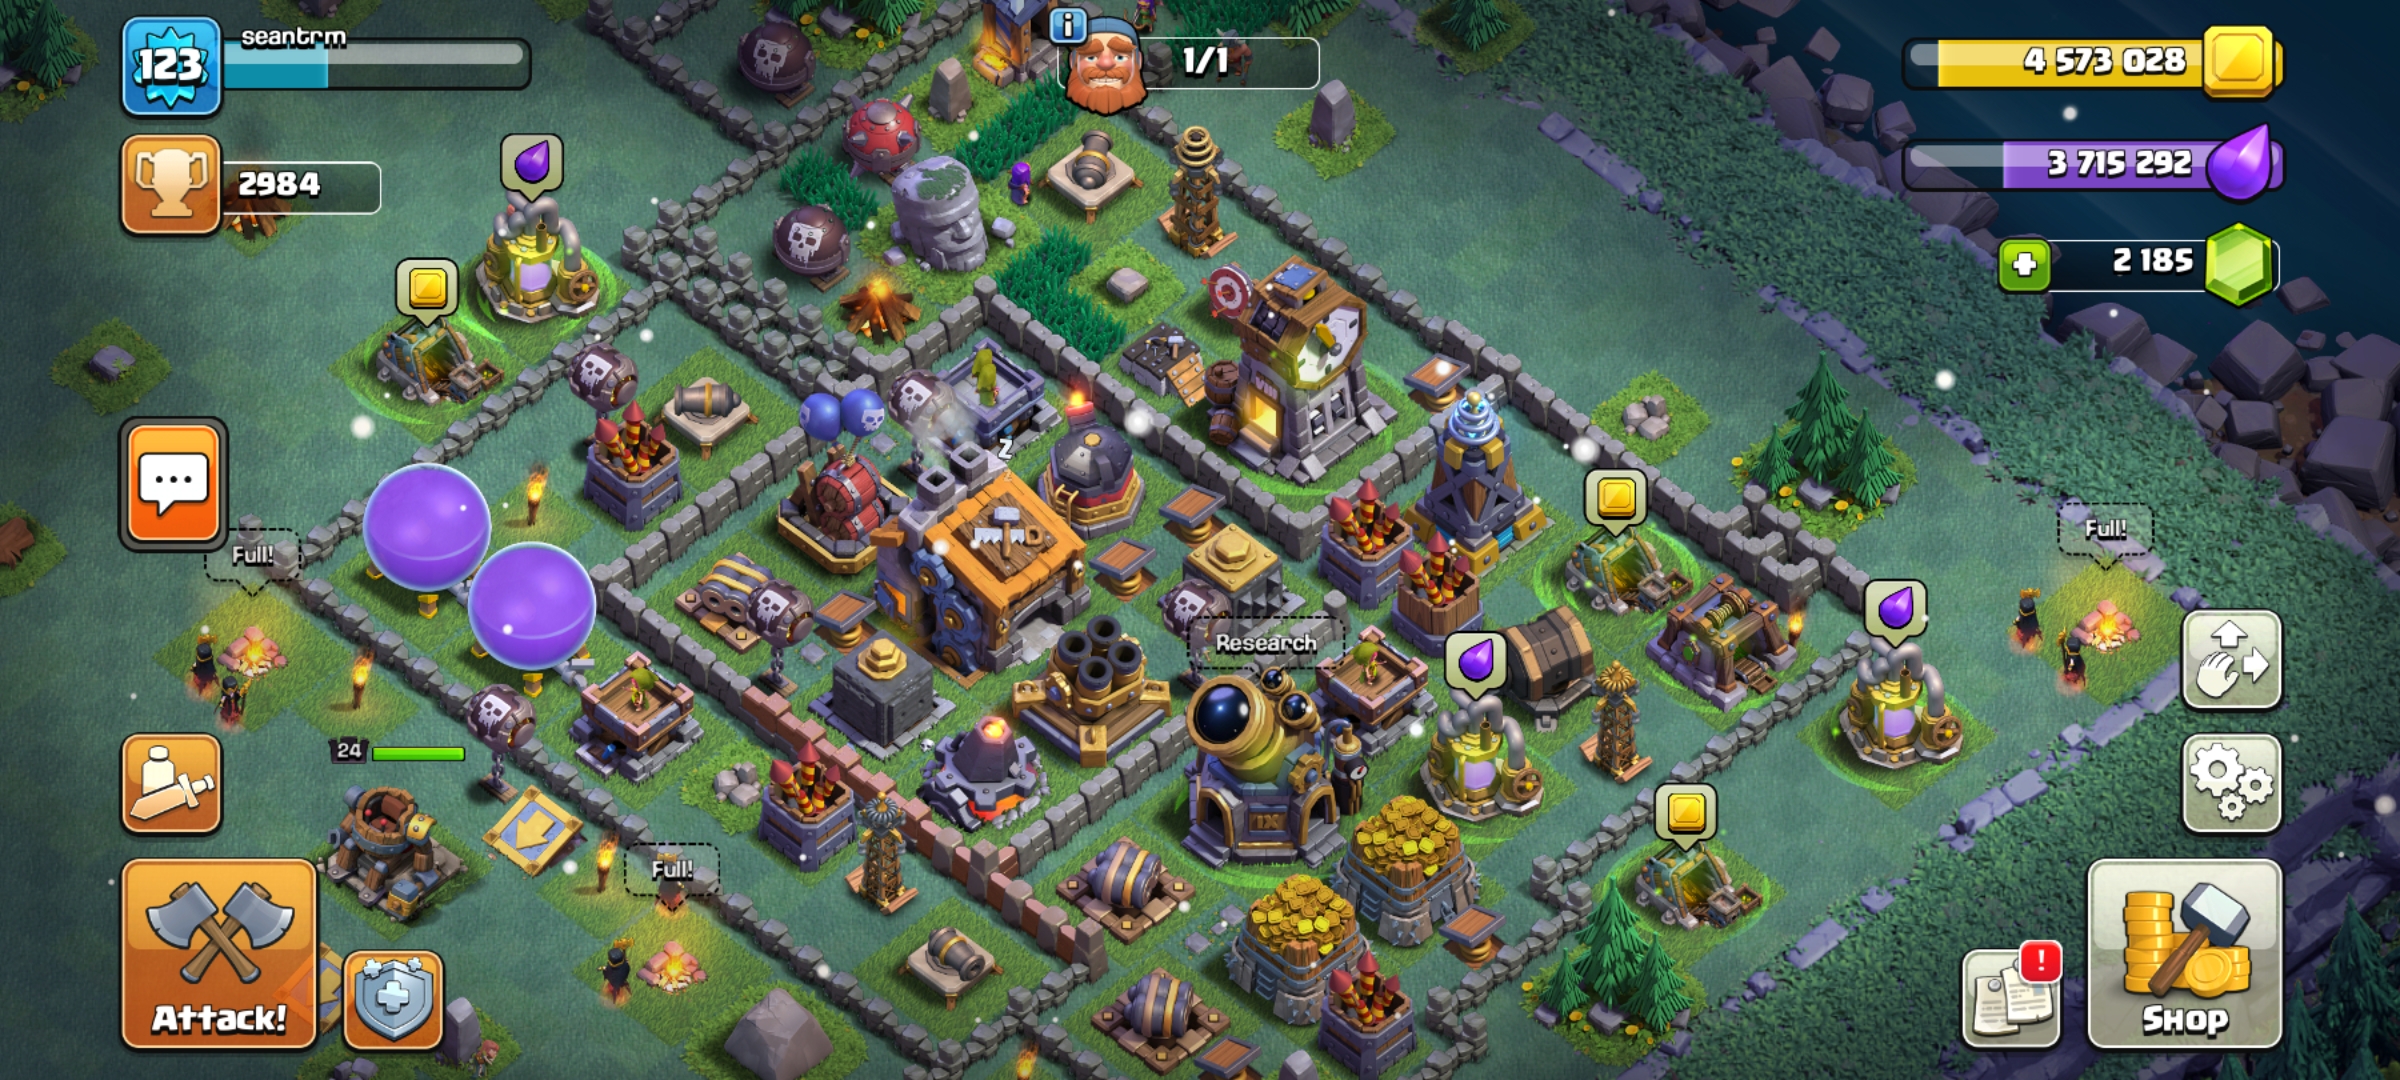 123
seantrm
1/1
4 573 028
2984
3 715 292
2 185
z
Full!
Full!
Research
24
IX
Full!
Attack!
!
Shop